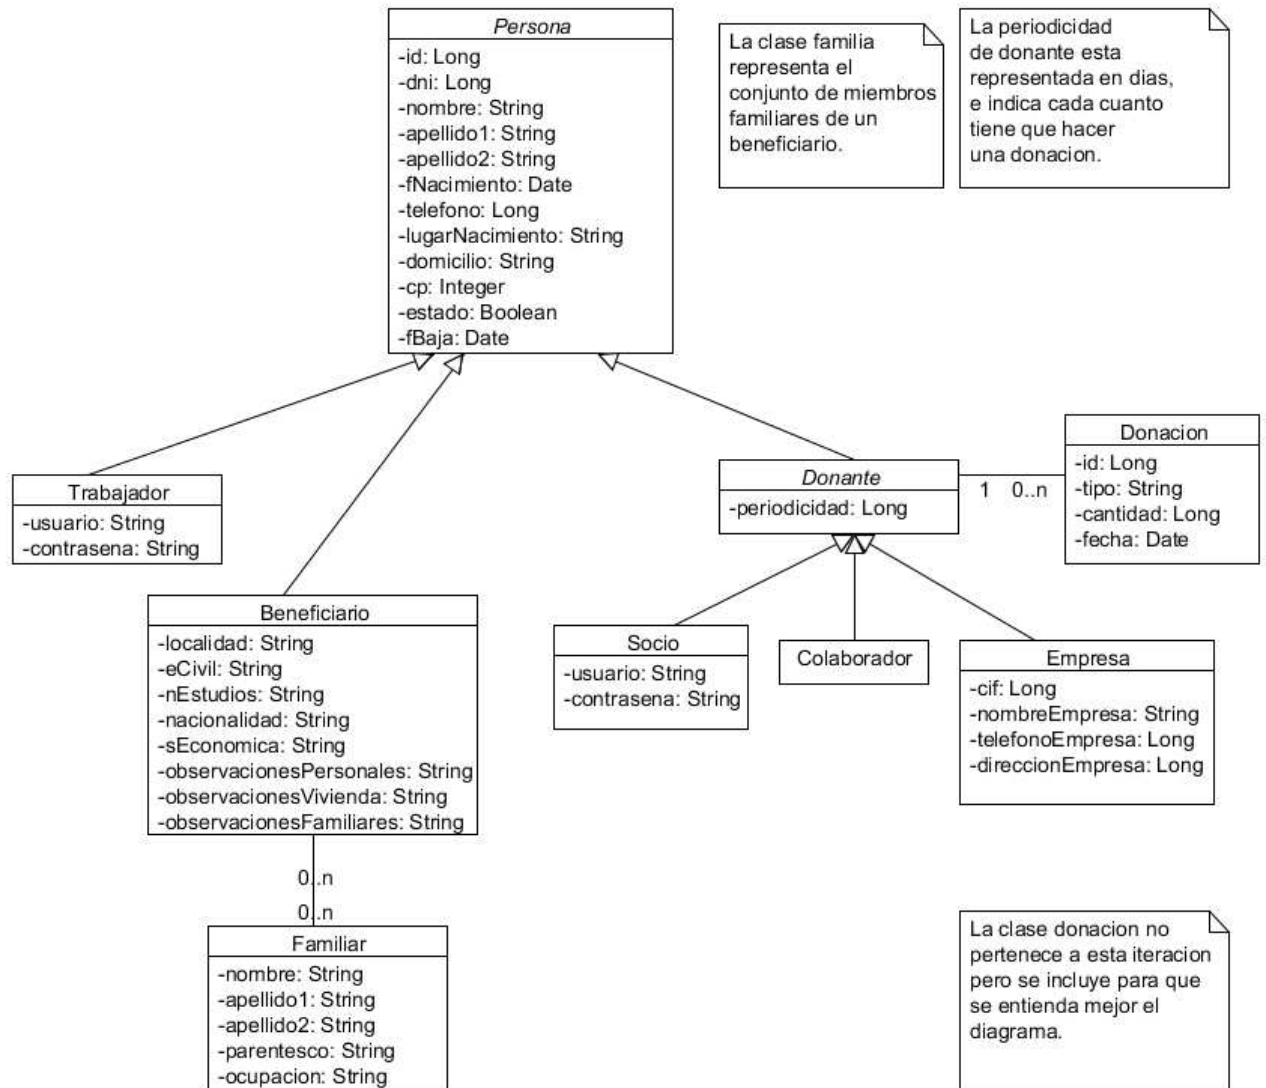 Persona
-id: Long
-dni: Long
-nombre: String
-apellido1: String
-apellido2: String
-fNacimiento: Date
-telefono: Long
-lugarNacimiento: String
-domicilio: String
-cp: Integer
-estado: Boolean
-fBaja: Date
La clase familia
representa el
conjunto de miembros
familiares de un
beneficiario.
La periodicidad
de donante esta
representada en dias,
e indica cada cuanto
tiene que hacer
una donacion.
Trabajador
-usuario: String
-contrasena: String
Donante
-periodicidad: Long
1 0..n
Donacion
-id: Long
-tipo: String
-cantidad: Long
-fecha: Date
Beneficiario
-localidad: String
-eCivil: String
-nEstudios: String
-nacionalidad: String
-sEconomica: String
-observacionesPersonales: String
-observacionesVivienda: String
-observacionesFamiliares: String
Socio
-usuario: String
-contrasena: String
Colaborador
Empresa
-cif: Long
-nombreEmpresa: String
-telefonoEmpresa: Long
-direccionEmpresa: Long
0..n
0..n
Familiar
-nombre: String
-apellido1: String
-apellido2: String
-parentesco: String
-ocupacion: String
La clase donacion no
pertenece a esta iteracion
pero se incluye para que
se entienda mejor el
diagrama.